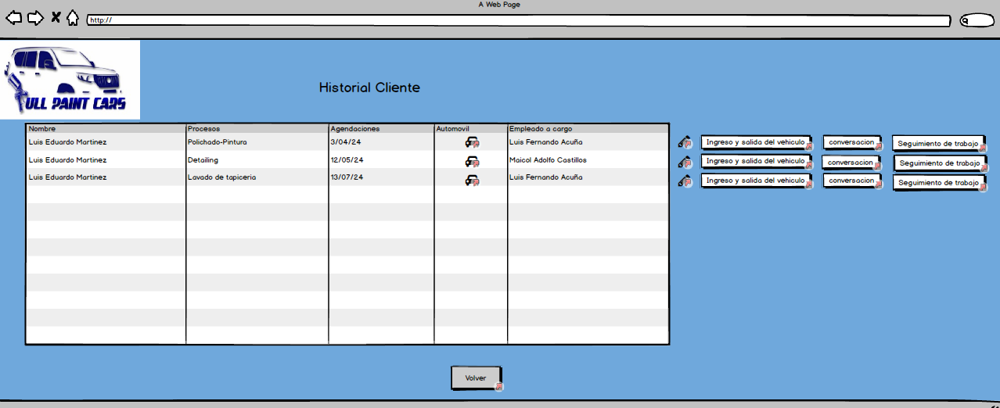 A Web Page
http://
ULL PAINT CARS
Historial Cliente
Nombre Procesos Agendaciones Automovil Empleado a cargo
Luis Eduardo Martinez Polichado-Pintura 3/04/24 Luis Fernando Acuña Ingreso y salida del vehiculo conversacion Seguimiento de trabajo
Luis Eduardo Martinez Detailing 12/05/24 Maicol Adolfo Castillos Ingreso y salida del vehiculo conversacion Seguimiento de trabajo
Luis Eduardo Martinez Lavado de tapiceria 13/07/24 Luis Fernando Acuña Ingreso y salida del vehiculo conversacion Seguimiento de trabajo
Volver